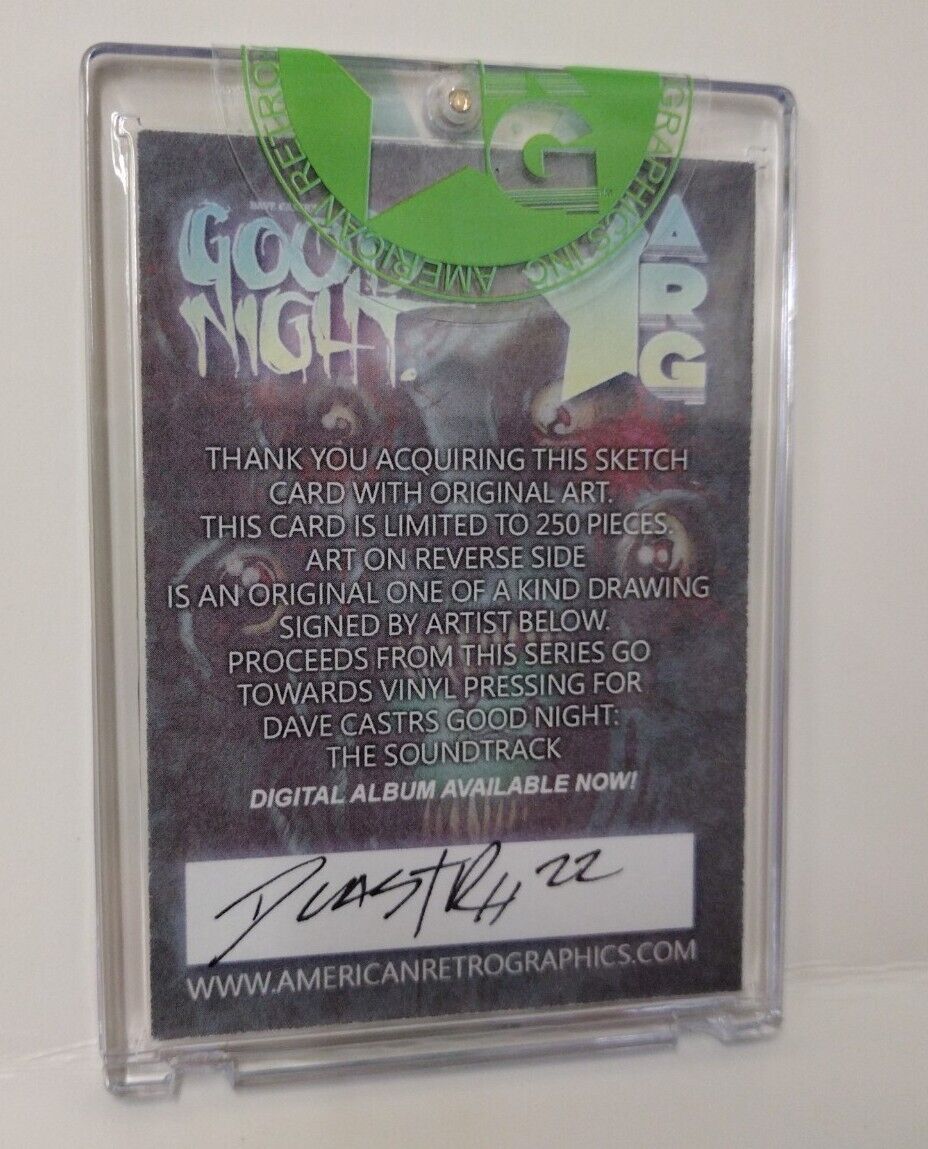 AMERICAN RETRO
GRAPHICS INC
AMERICAN
G
GOOD
NIGHT.
A
R
G
THANK YOU ACQUIRING THIS SKETCH
CARD WITH ORIGINAL ART.
THIS CARD IS LIMITED TO 250 PIECES.
ART ON REVERSE SIDE
IS AN ORIGINAL ONE OF A KIND DRAWING
SIGNED BY ARTIST BELOW.
PROCEEDS FROM THIS SERIES GO
TOWARDS VINYL PRESSING FOR
DAVE CASTRS GOOD NIGHT:
THE SOUNDTRACK
DIGITAL ALBUM AVAILABLE NOW!
DCASTR 22
WWW.AMERICANRETROGRAPHICS.COM